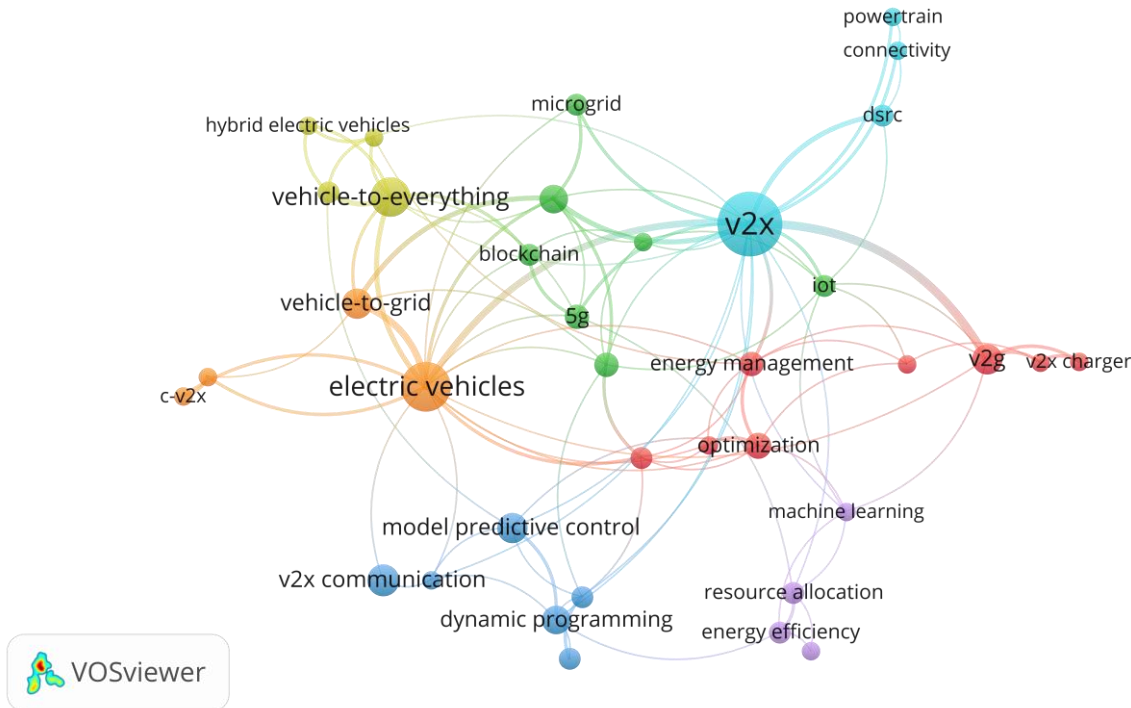 powertrain
connectivity
microgrid
dsrc
hybrid electric vehicles
vehicle-to-everything
v2x
blockchain
iot
vehicle-to-grid
5g
energy management
v2g
v2x charger
electric vehicles
c-v2x
optimization
machine learning
model predictive control
v2x communication
resource allocation
dynamic programming
energy efficiency
VOSviewer